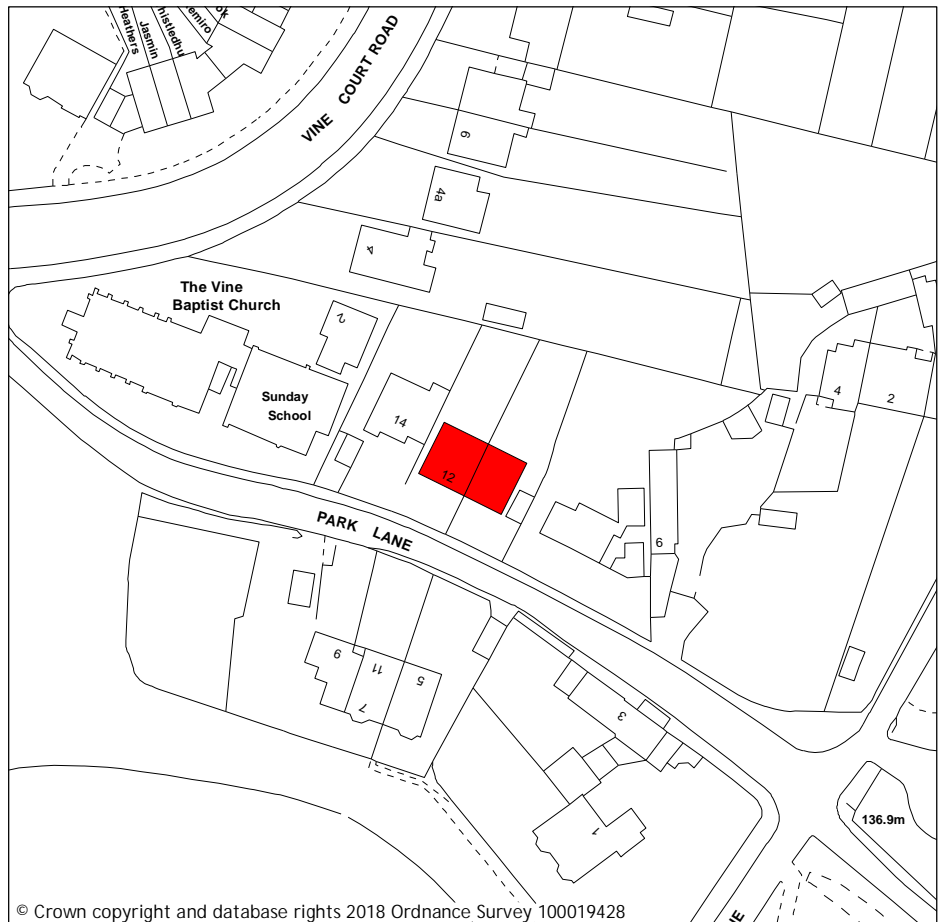 Heathers
Jasmin
VINE COURT ROAD
6
4a
4
The Vine
Baptist Church
2
Sunday
School
14
12
4
2
PARK LANE
6
9
11
5
7
3
1
136.9m
© Crown copyright and database rights 2018 Ordnance Survey 100019428